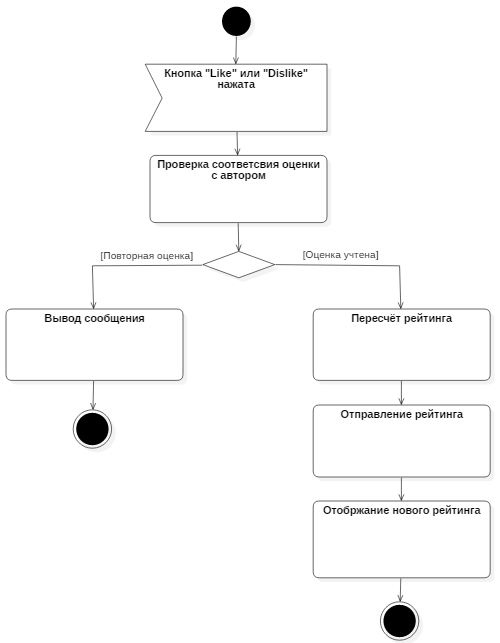 Кнопка "Like" или "Dislike"
нажата
Проверка соответсвия оценки
с автором
[Повторная оценка]
[Оценка учтена]
Вывод сообщения
Пересчёт рейтинга
Отправление рейтинга
Отобржание нового рейтинга